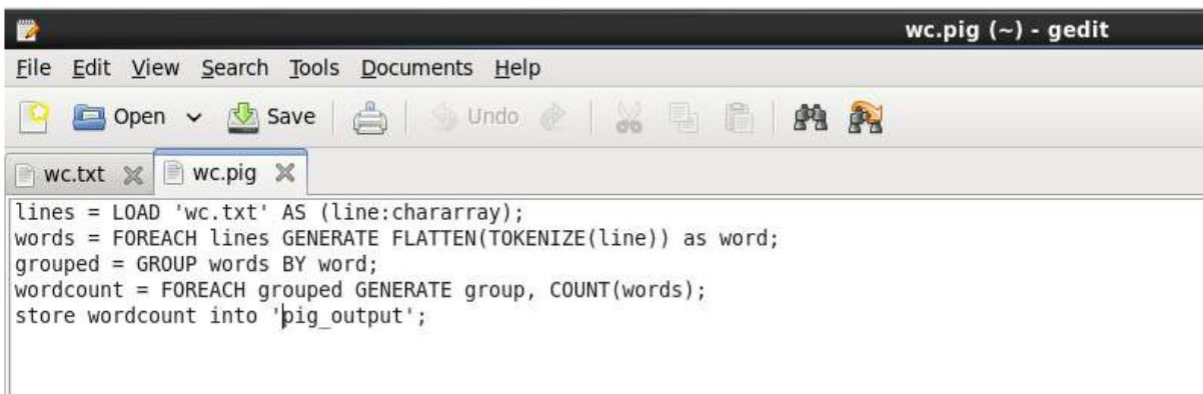 wc.pig (~) - gedit
File Edit View Search Tools Documents Help
Open Save Undo
wc.txt wc.pig
lines = LOAD 'wc.txt' AS (line:chararray);
words = FOREACH lines GENERATE FLATTEN(TOKENIZE(line)) as word;
grouped = GROUP words BY word;
wordcount = FOREACH grouped GENERATE group, COUNT(words);
store wordcount into 'pig_output';